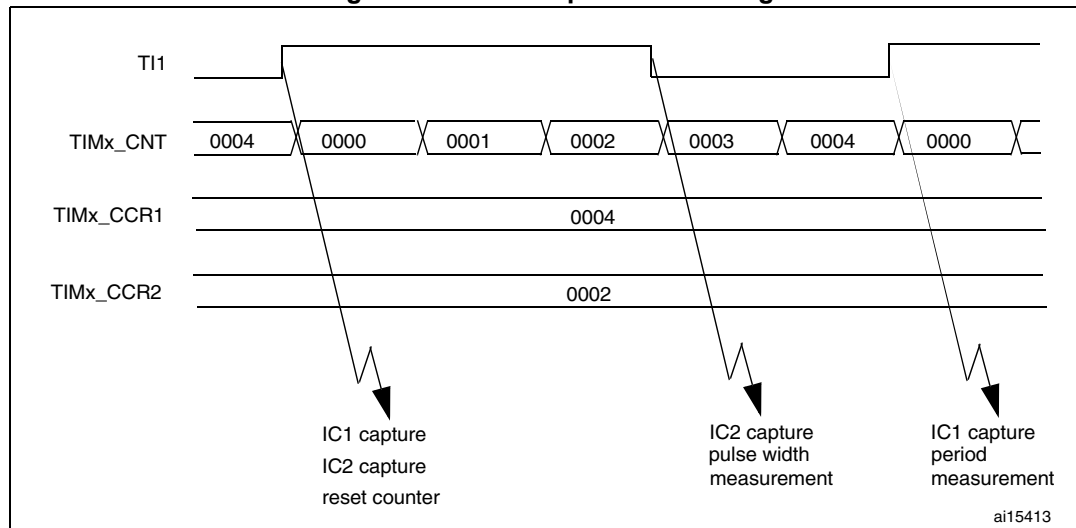 TI1
TIMx_CNT 0004 0000 0001 0002 0003 0004 0000
TIMx_CCR1 0004
TIMx_CCR2 0002
IC1 capture
IC2 capture
reset counter
IC2 capture
pulse width
measurement
IC1 capture
period
measurement
ai15413